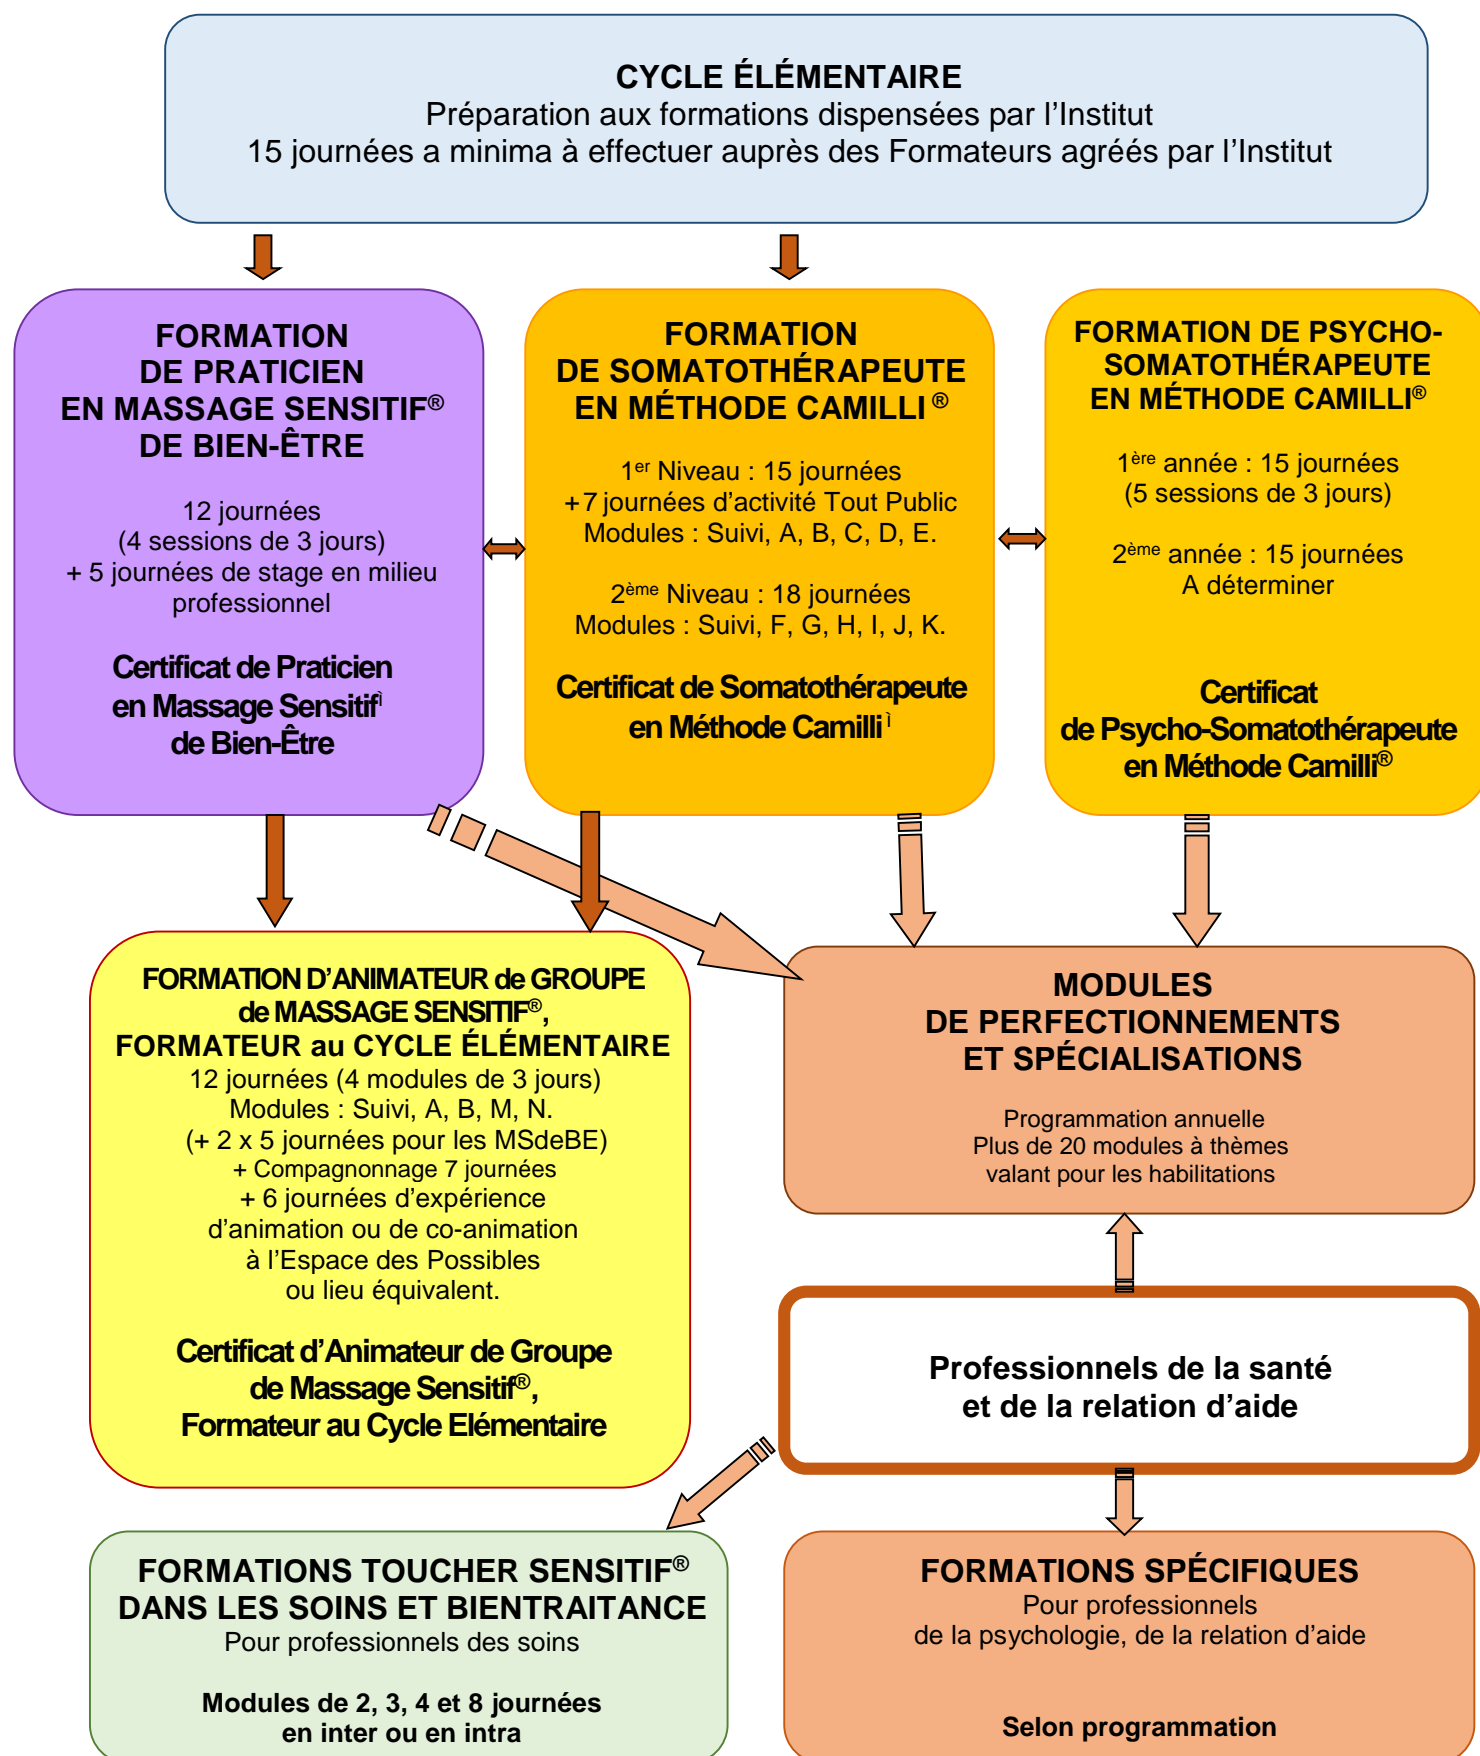 CYCLE ÉLÉMENTAIRE
Préparation aux formations dispensées par l’Institut
15 journées a minima à effectuer auprès des Formateurs agréés par l’Institut
FORMATION
DE PRATICIEN
EN MASSAGE SENSITIF®
DE BIEN-ÊTRE
12 journées
(4 sessions de 3 jours)
+ 5 journées de stage en milieu
professionnel
Certificat de Praticien
en Massage Sensitifì
de Bien-Être
FORMATION
DE SOMATOTHÉRAPEUTE
EN MÉTHODE CAMILLI ®
1er Niveau : 15 journées
+ 7 journées d’activité Tout Public
Modules : Suivi, A, B, C, D, E.
2ème Niveau : 18 journées
Modules : Suivi, F, G, H, I, J, K.
Certificat de Somatothérapeute
en Méthode Camilli ì
FORMATION DE PSYCHO-
SOMATOTHÉRAPEUTE
EN MÉTHODE CAMILLI®
1ère année : 15 journées
(5 sessions de 3 jours)
2ème année : 15 journées
A déterminer
Certificat
de Psycho-Somatothérapeute
en Méthode Camilli®
FORMATION D’ANIMATEUR de GROUPE
de MASSAGE SENSITIF®,
FORMATEUR au CYCLE ÉLÉMENTAIRE
12 journées (4 modules de 3 jours)
Modules : Suivi, A, B, M, N.
(+ 2 x 5 journées pour les MSdeBE)
+ Compagnonnage 7 journées
+ 6 journées d’expérience
d’animation ou de co-animation
à l’Espace des Possibles
ou lieu équivalent.
Certificat d’Animateur de Groupe
de Massage Sensitif®,
Formateur au Cycle Elémentaire
MODULES
DE PERFECTIONNEMENTS
ET SPÉCIALISATIONS
Programmation annuelle
Plus de 20 modules à thèmes
valant pour les habilitations
Professionnels de la santé
et de la relation d’aide
FORMATIONS TOUCHER SENSITIF®
DANS LES SOINS ET BIENTRAITANCE
Pour professionnels des soins
Modules de 2, 3, 4 et 8 journées
en inter ou en intra
FORMATIONS SPÉCIFIQUES
Pour professionnels
de la psychologie, de la relation d’aide
Selon programmation